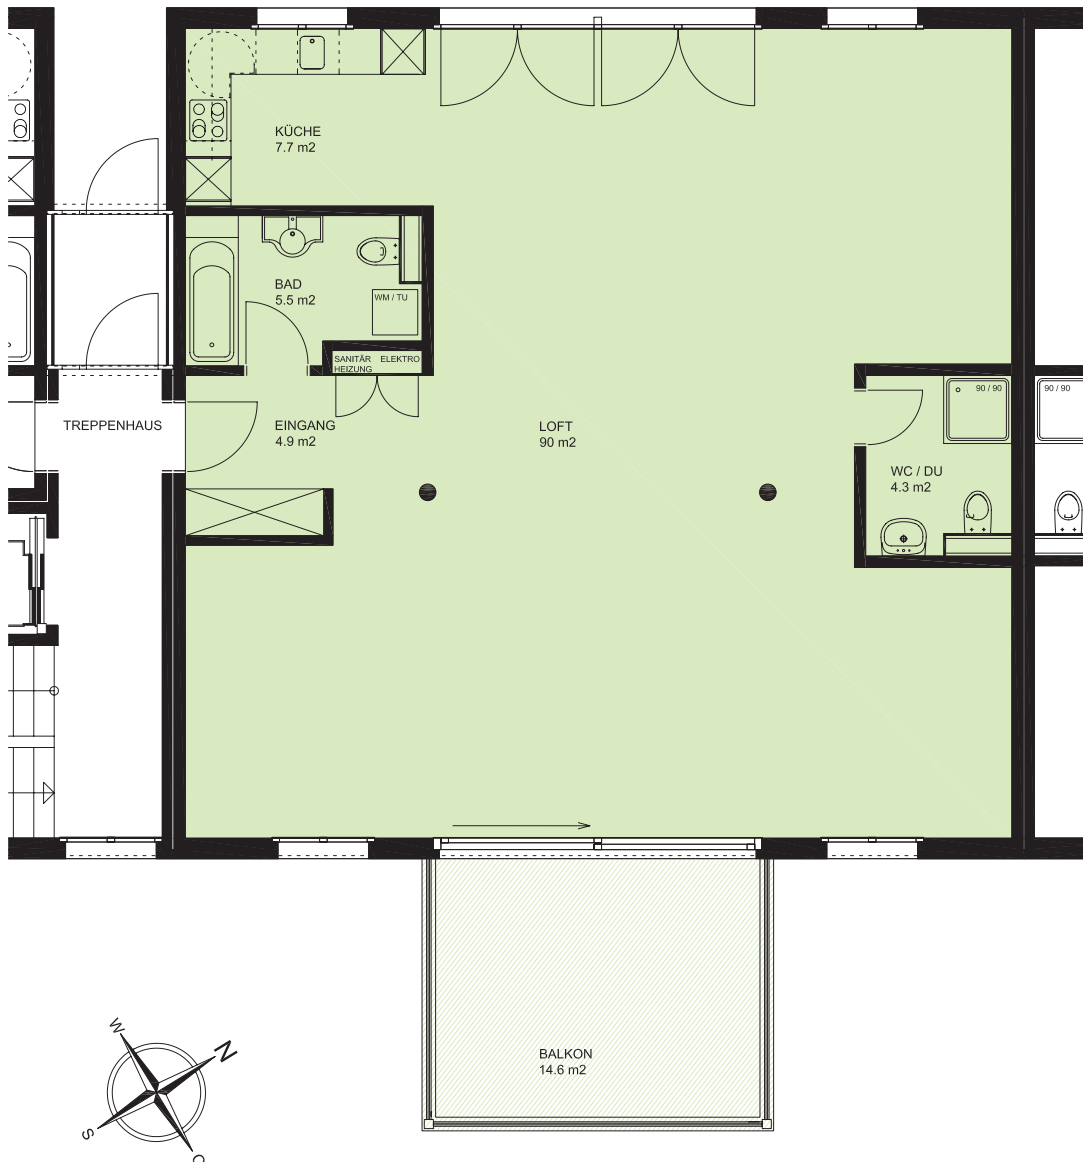 KÜCHE
7.7 m2
BAD
5.5 m2
WM / TU
SANITÄR ELEKTRO
HEIZUNG
90 / 90
90 / 90
TREPPENHAUS
EINGANG
4.9 m2
LOFT
90 m2
WC / DU
4.3 m2
BALKON
14.6 m2
W
N
S